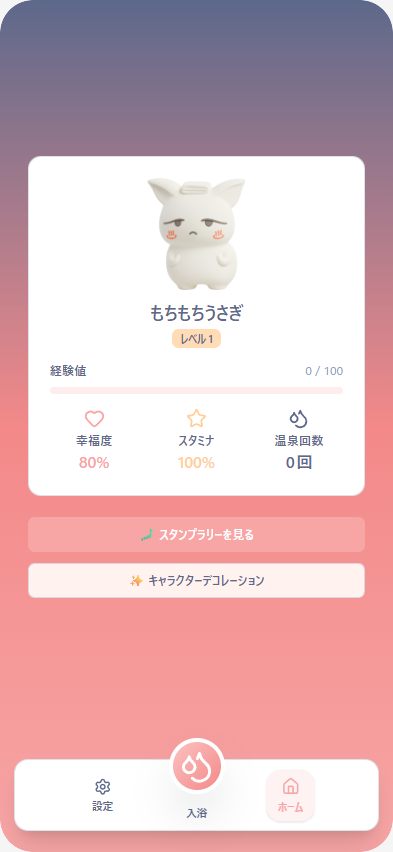 もちもちうさぎ
レベル 1
経験値 0 / 100
幸福度 スタミナ 温泉回数
80% 100% 0回
スタンプラリーを見る
キャラクターデコレーション
設定 入浴 ホーム